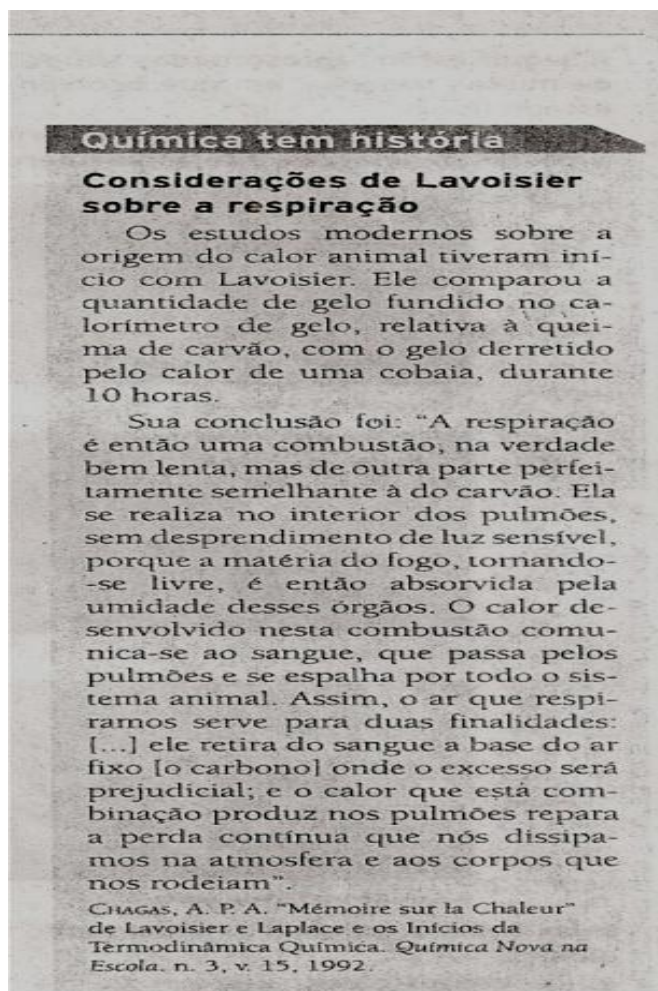 Química tem história
Considerações de Lavoisier
sobre a respiração
Os estudos modernos sobre a
origem do calor animal tiveram iní-
cio com Lavoisier. Ele comparou a
quantidade de gelo fundido no ca-
lorímetro de gelo, relativa à quei-
ma de carvão, com o gelo derretido
pelo calor de uma cobaia, durante
10 horas.
Sua conclusão foi: “A respiração
é então uma combustão, na verdade
bem lenta, mas de outra parte perfei-
tamente semelhante à do carvão. Ela
se realiza no interior dos pulmões,
sem desprendimento de luz sensível,
porque a matéria do fogo, tornando-
-se livre, é então absorvida pela
umidade desses órgãos. O calor de-
senvolvido nesta combustão comu-
nica-se ao sangue, que passa pelos
pulmões e se espalha por todo o sis-
tema animal. Assim, o ar que respi-
ramos serve para duas finalidades:
[...] ele retira do sangue a base do ar
fixo [o carbono] onde o excesso será
prejudicial; e o calor que está com-
binação produz nos pulmões repara
a perda contínua que nós dissipa-
mos na atmosfera e aos corpos que
nos rodeiam”.
CHAGAS, A. P. A. “Mémoire sur la Chaleur”
de Lavoisier e Laplace e os Inícios da
Termodinâmica Química. Química Nova na
Escola. n. 3, v. 15, 1992.